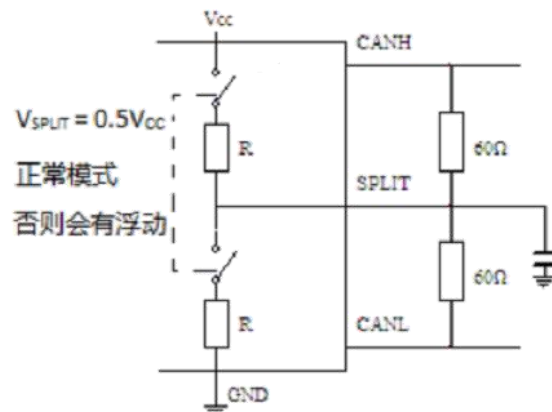 Vcc
CANH
VSPLIT = 0.5VCC
正常模式
否则会有浮动
R
60Ω
SPLIT
R
60Ω
CANL
GND